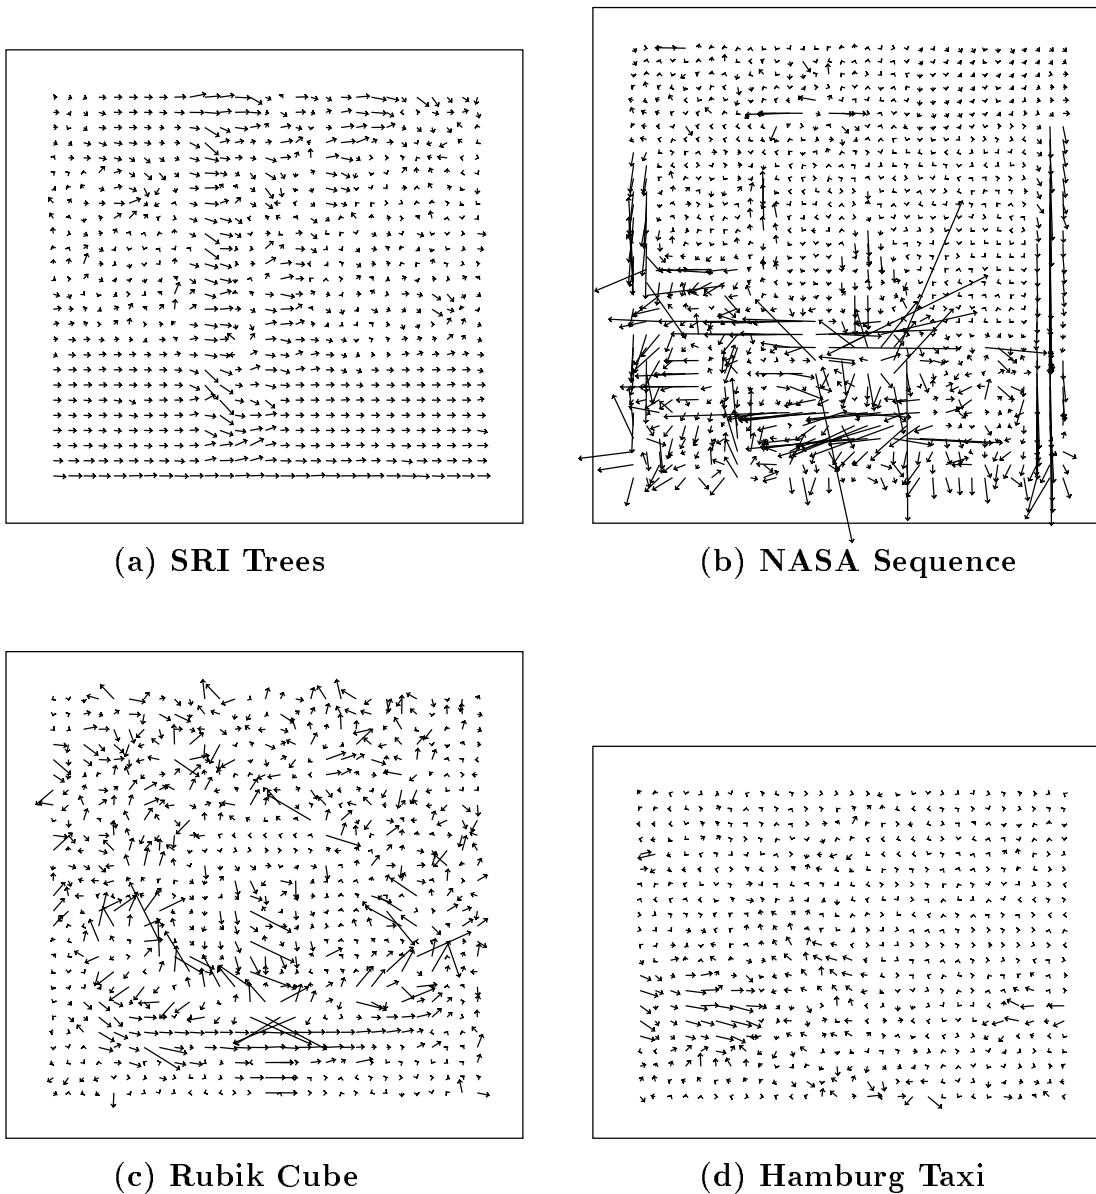 (a) SRI Trees
(b) NASA Sequence
(c) Rubik Cube
(d) Hamburg Taxi